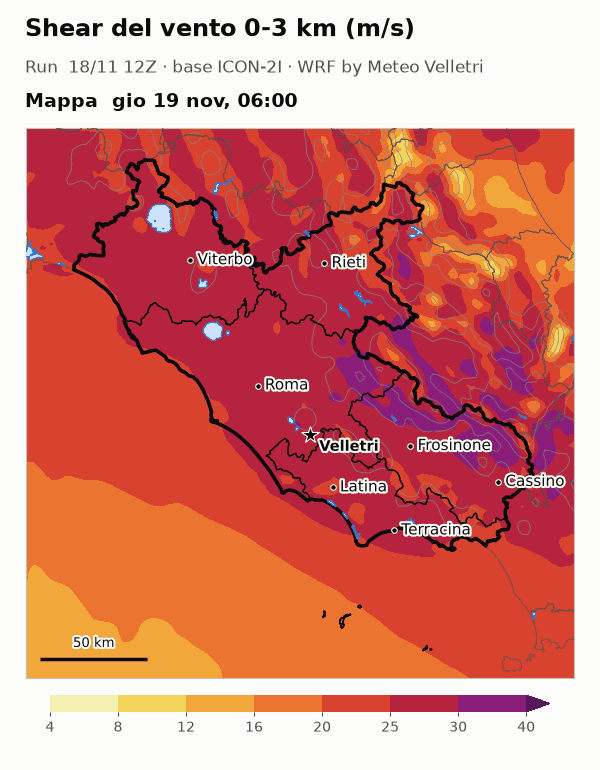 Shear del vento 0-3 km (m/s)
Run  18/11 12Z · base ICON-2I · WRF by Meteo Velletri
Mappa  gio 19 nov, 06:00
Viterbo
Rieti
Roma
Velletri
Frosinone
Latina
Cassino
Terracina
50 km
4 8 12 16 20 25 30 40